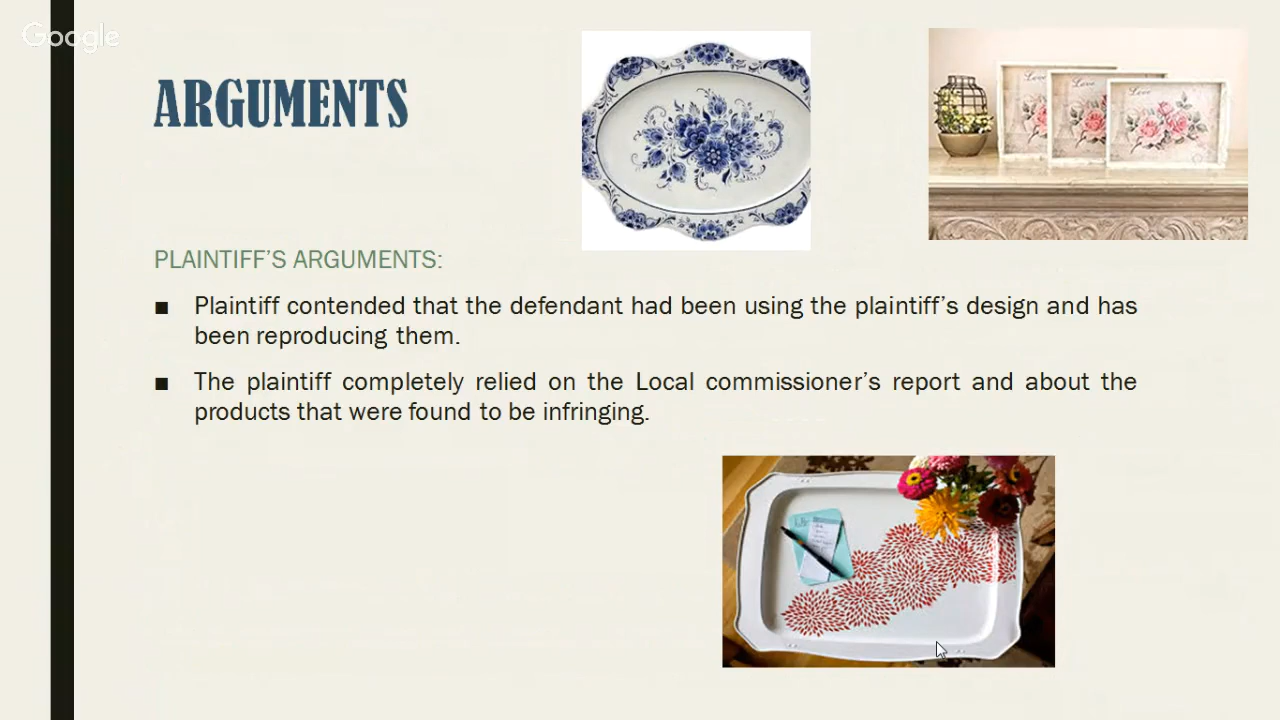 Google
ARGUMENTS
Love
Love
PLAINTIFF'S ARGUMENTS:
■ Plaintiff contended that the defendant had been using the plaintiff's design and has
been reproducing them.
■ The plaintiff completely relied on the Local commissioner's report and about the
products that were found to be infringing.